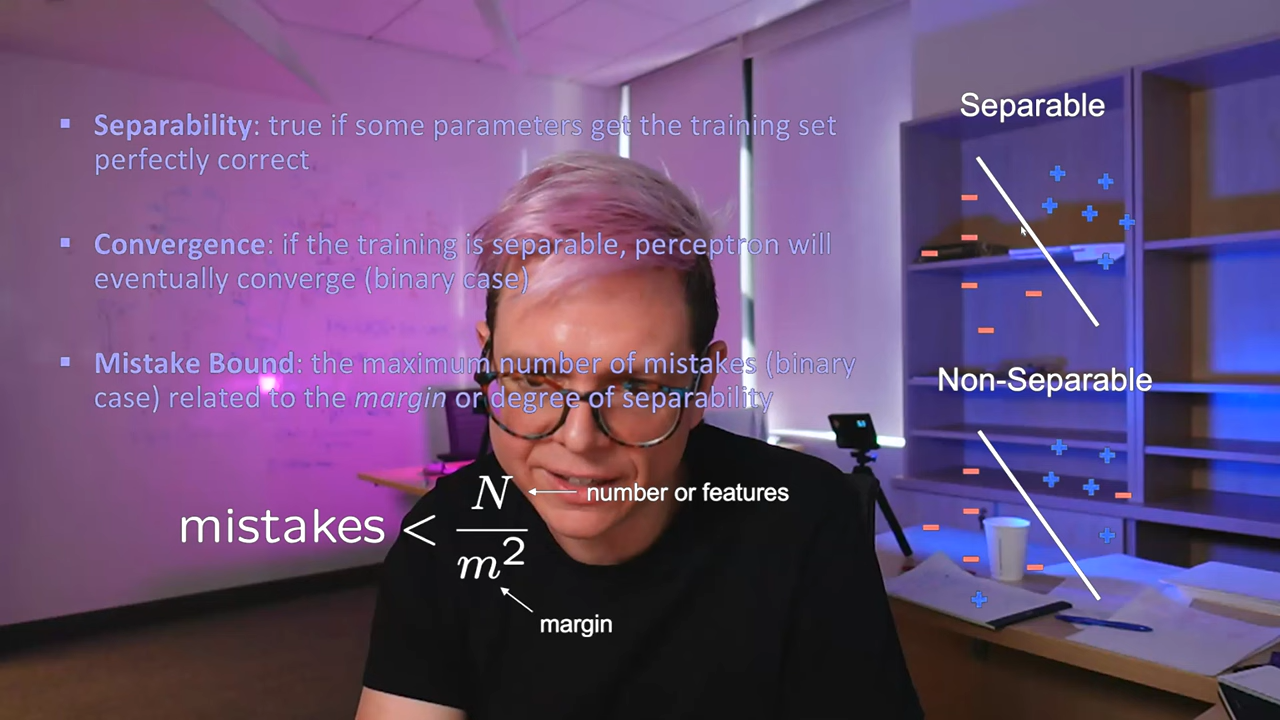 Separability: true if some parameters get the training set
perfectly correct
Convergence: if the training is separable, perceptron will
eventually converge (binary case)
Mistake Bound: the maximum number of mistakes (binary
case) related to the margin or degree of separability
mistakes < N / m²
number or features
margin
Separable
Non-Separable